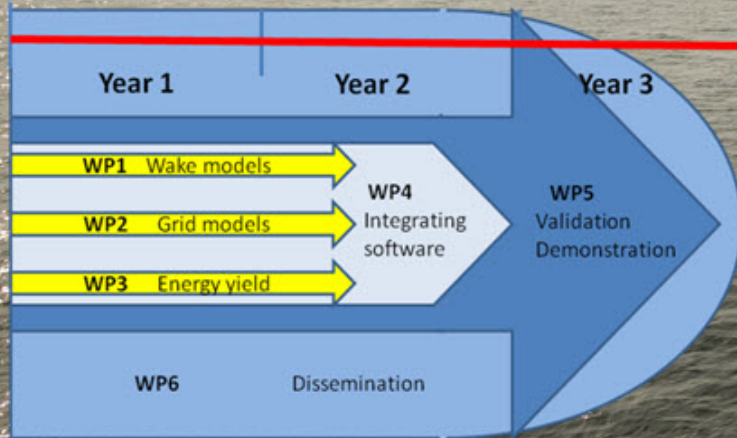 Year 1 Year 2 Year 3
WP1 Wake models
WP2 Grid models
WP3 Energy yield
WP4
Integrating
software
WP5
Validation
Demonstration
WP6 Dissemination